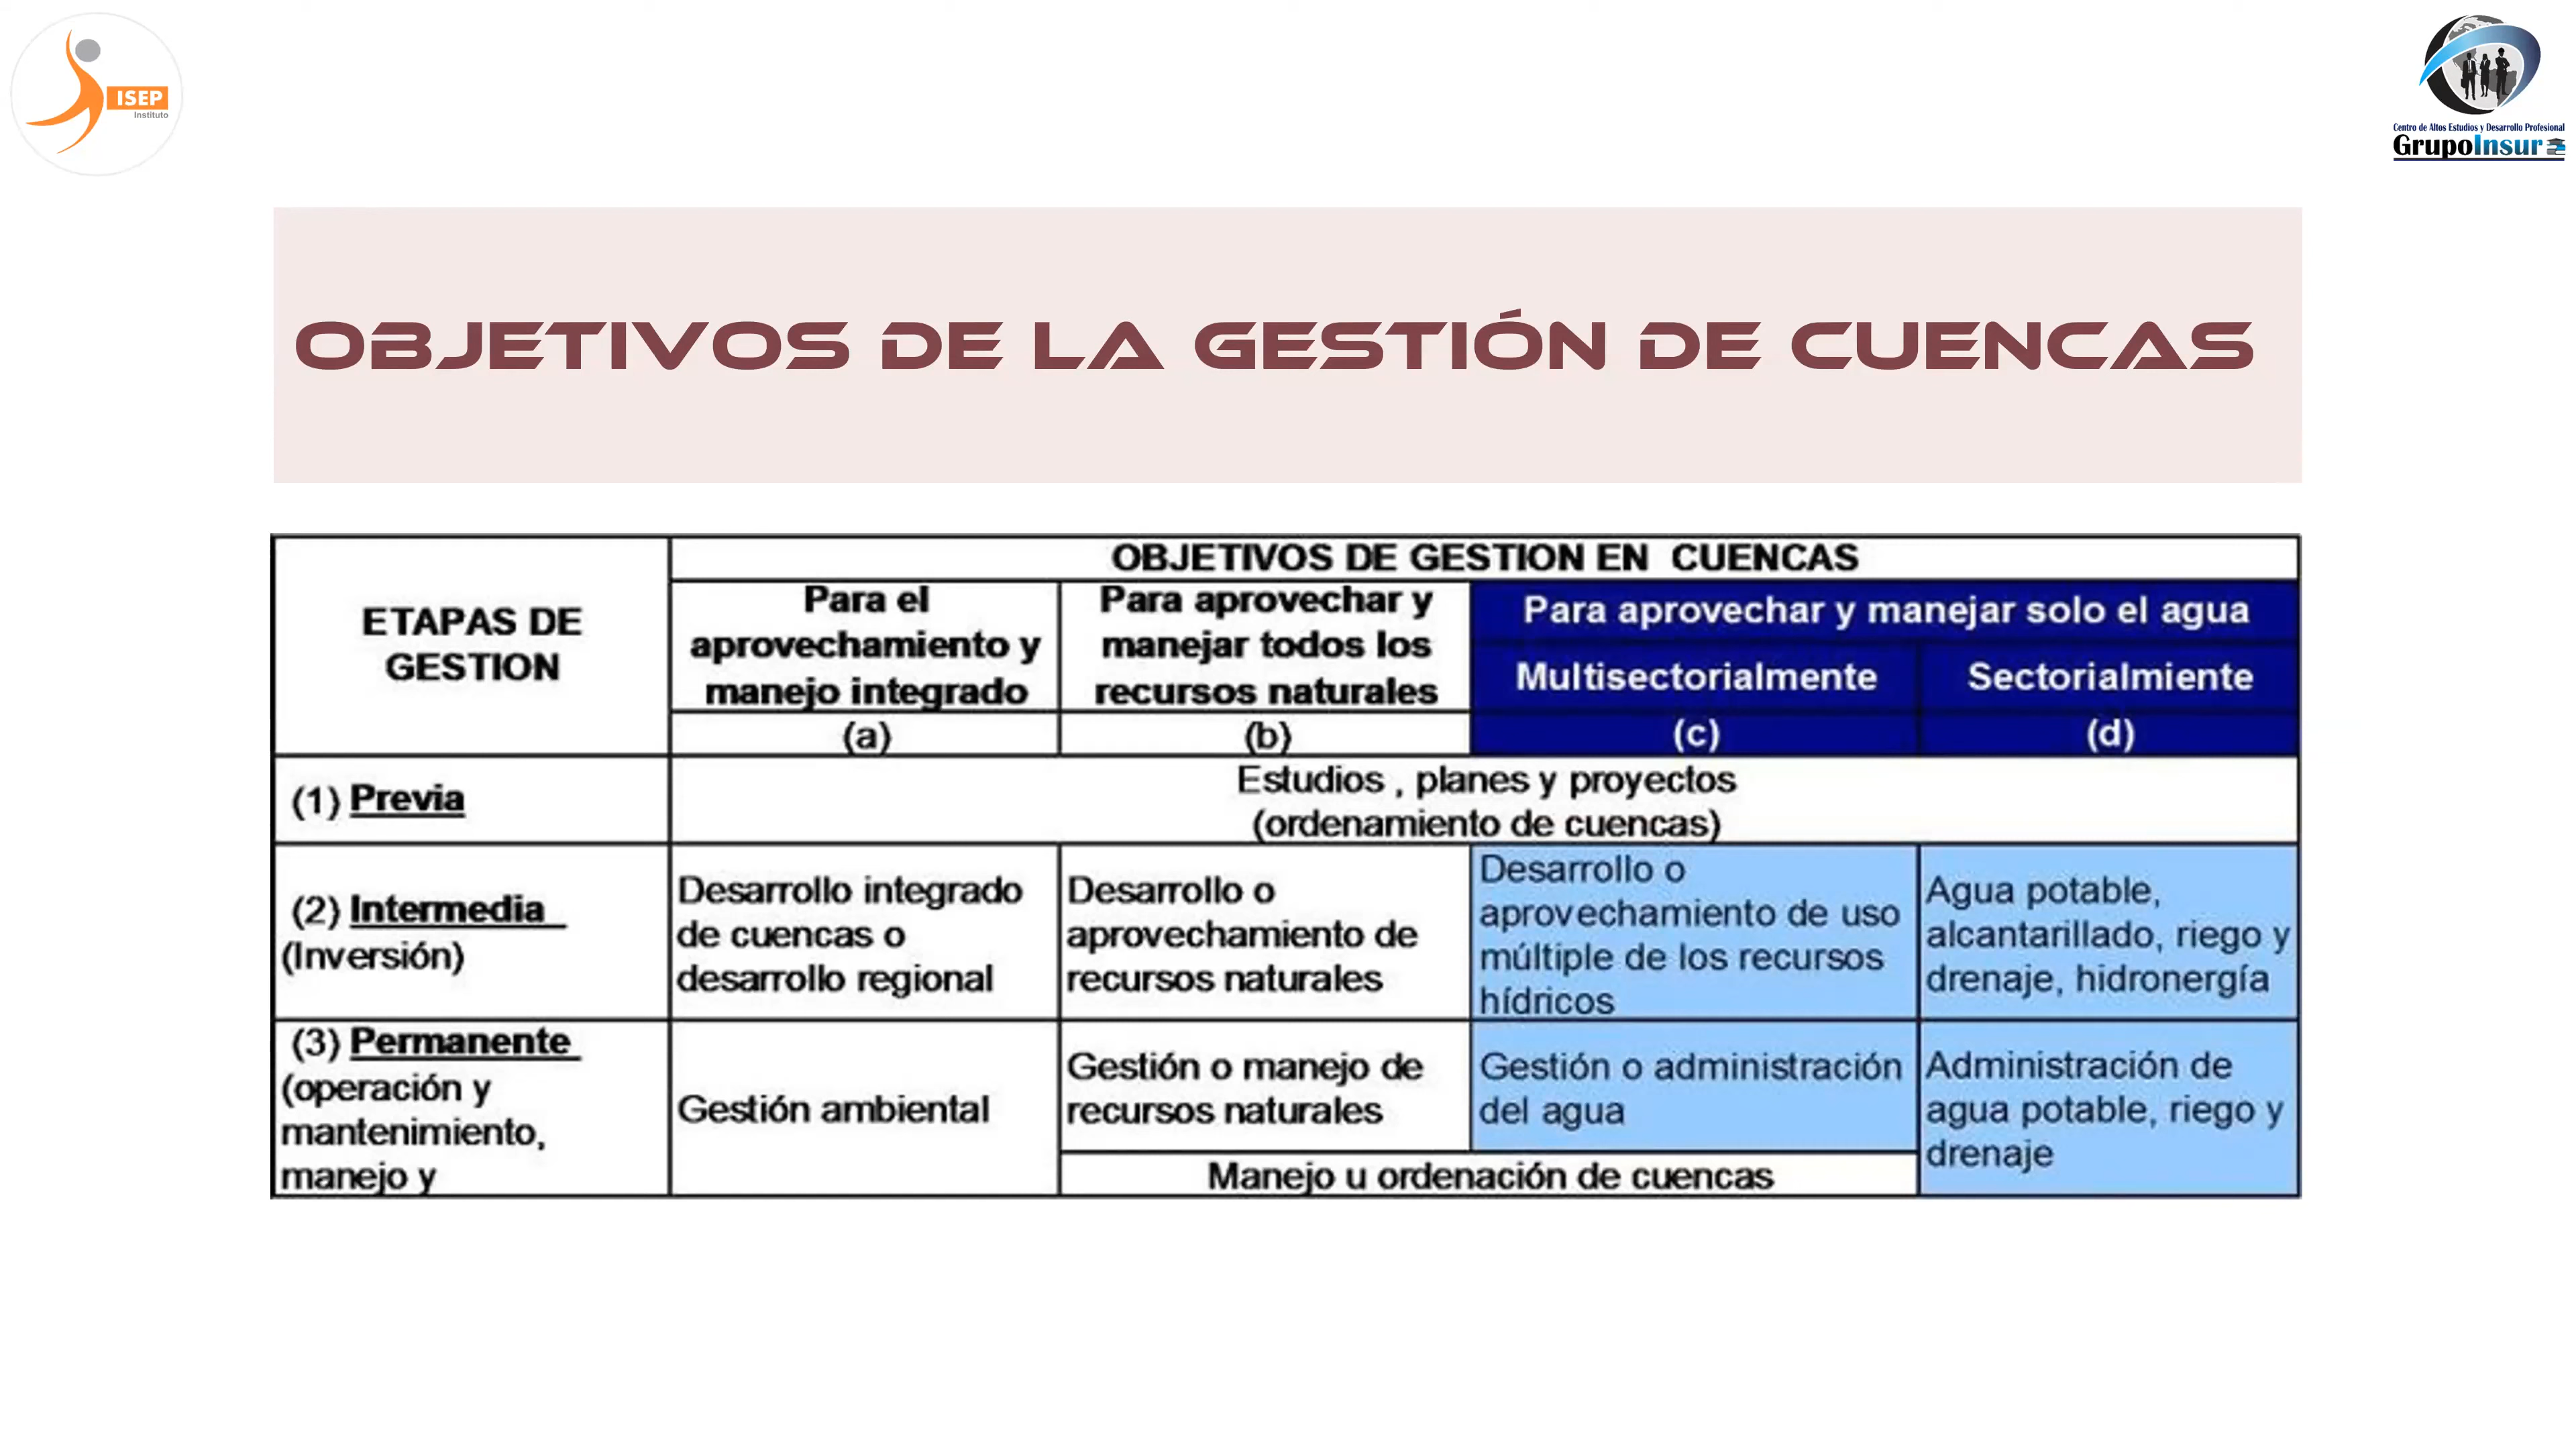 ISEP
Instituto
Centro de Altos Estudios y Desarrollo Profesional
GrupoInsur
OBJETIVOS DE LA GESTIÓN DE CUENCAS
ETAPAS DE
GESTION
OBJETIVOS DE GESTION EN CUENCAS
Para el
aprovechamiento y
manejo integrado
(a)
Para aprovechar y
manejar todos los
recursos naturales
(b)
Para aprovechar y manejar solo el agua
Multisectorialmente
(c)
Sectorialmiente
(d)
(1) Previa
Estudios , planes y proyectos
(ordenamiento de cuencas)
(2) Intermedia
(Inversión)
Desarrollo integrado
de cuencas o
desarrollo regional
Desarrollo o
aprovechamiento de
recursos naturales
Desarrollo o
aprovechamiento de uso
múltiple de los recursos
hídricos
Agua potable,
alcantarillado, riego y
drenaje, hidronergía
(3) Permanente
(operación y
mantenimiento,
manejo y
Gestión ambiental
Gestión o manejo de
recursos naturales
Gestión o administración
del agua
Manejo u ordenación de cuencas
Administración de
agua potable, riego y
drenaje